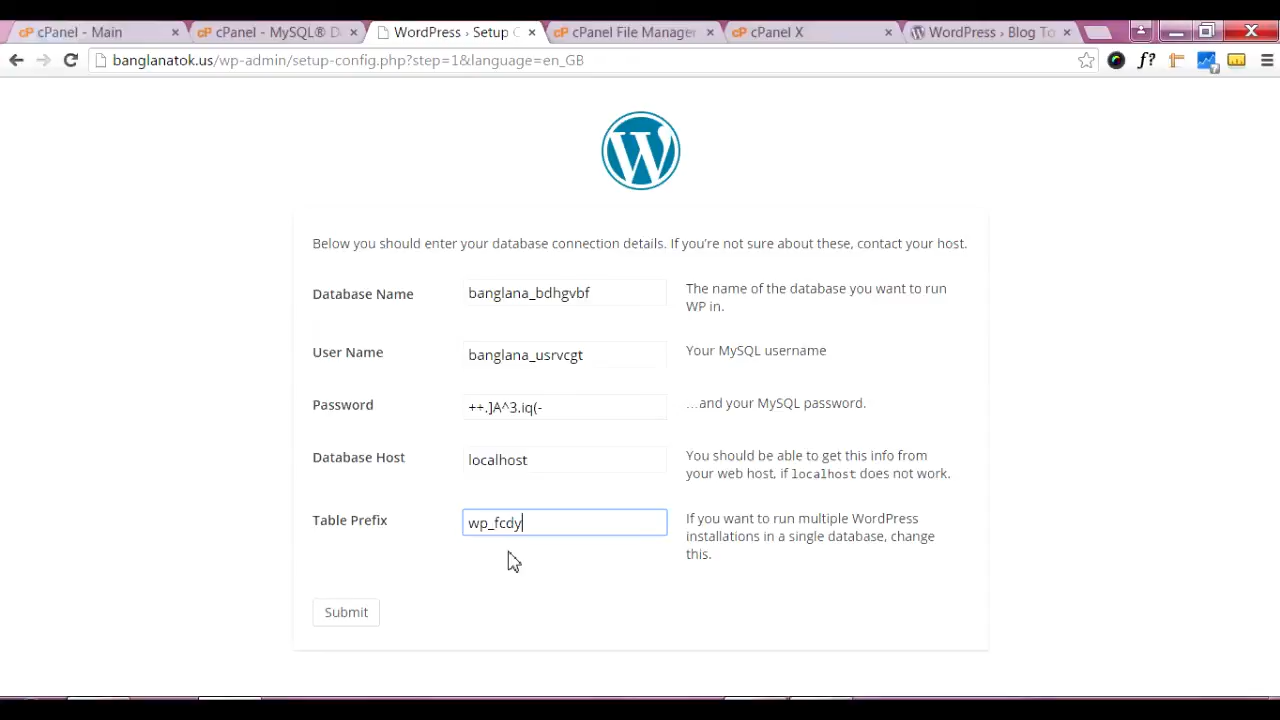 cPanel - Main
cPanel - MySQL® D
WordPress › Setup C
cPanel File Manager
cPanel X
WordPress › Blog To
banglanatok.us/wp-admin/setup-config.php?step=1&language=en_GB
f?
W
Below you should enter your database connection details. If you're not sure about these, contact your host.
Database Name
banglana_bdhgvbf
The name of the database you want to run
WP in.
User Name
banglana_usrvcgt
Your MySQL username
Password
++.]A^3.iq(-
…and your MySQL password.
Database Host
localhost
You should be able to get this info from
your web host, if localhost does not work.
Table Prefix
wp_fcdy
If you want to run multiple WordPress
installations in a single database, change
this.
Submit